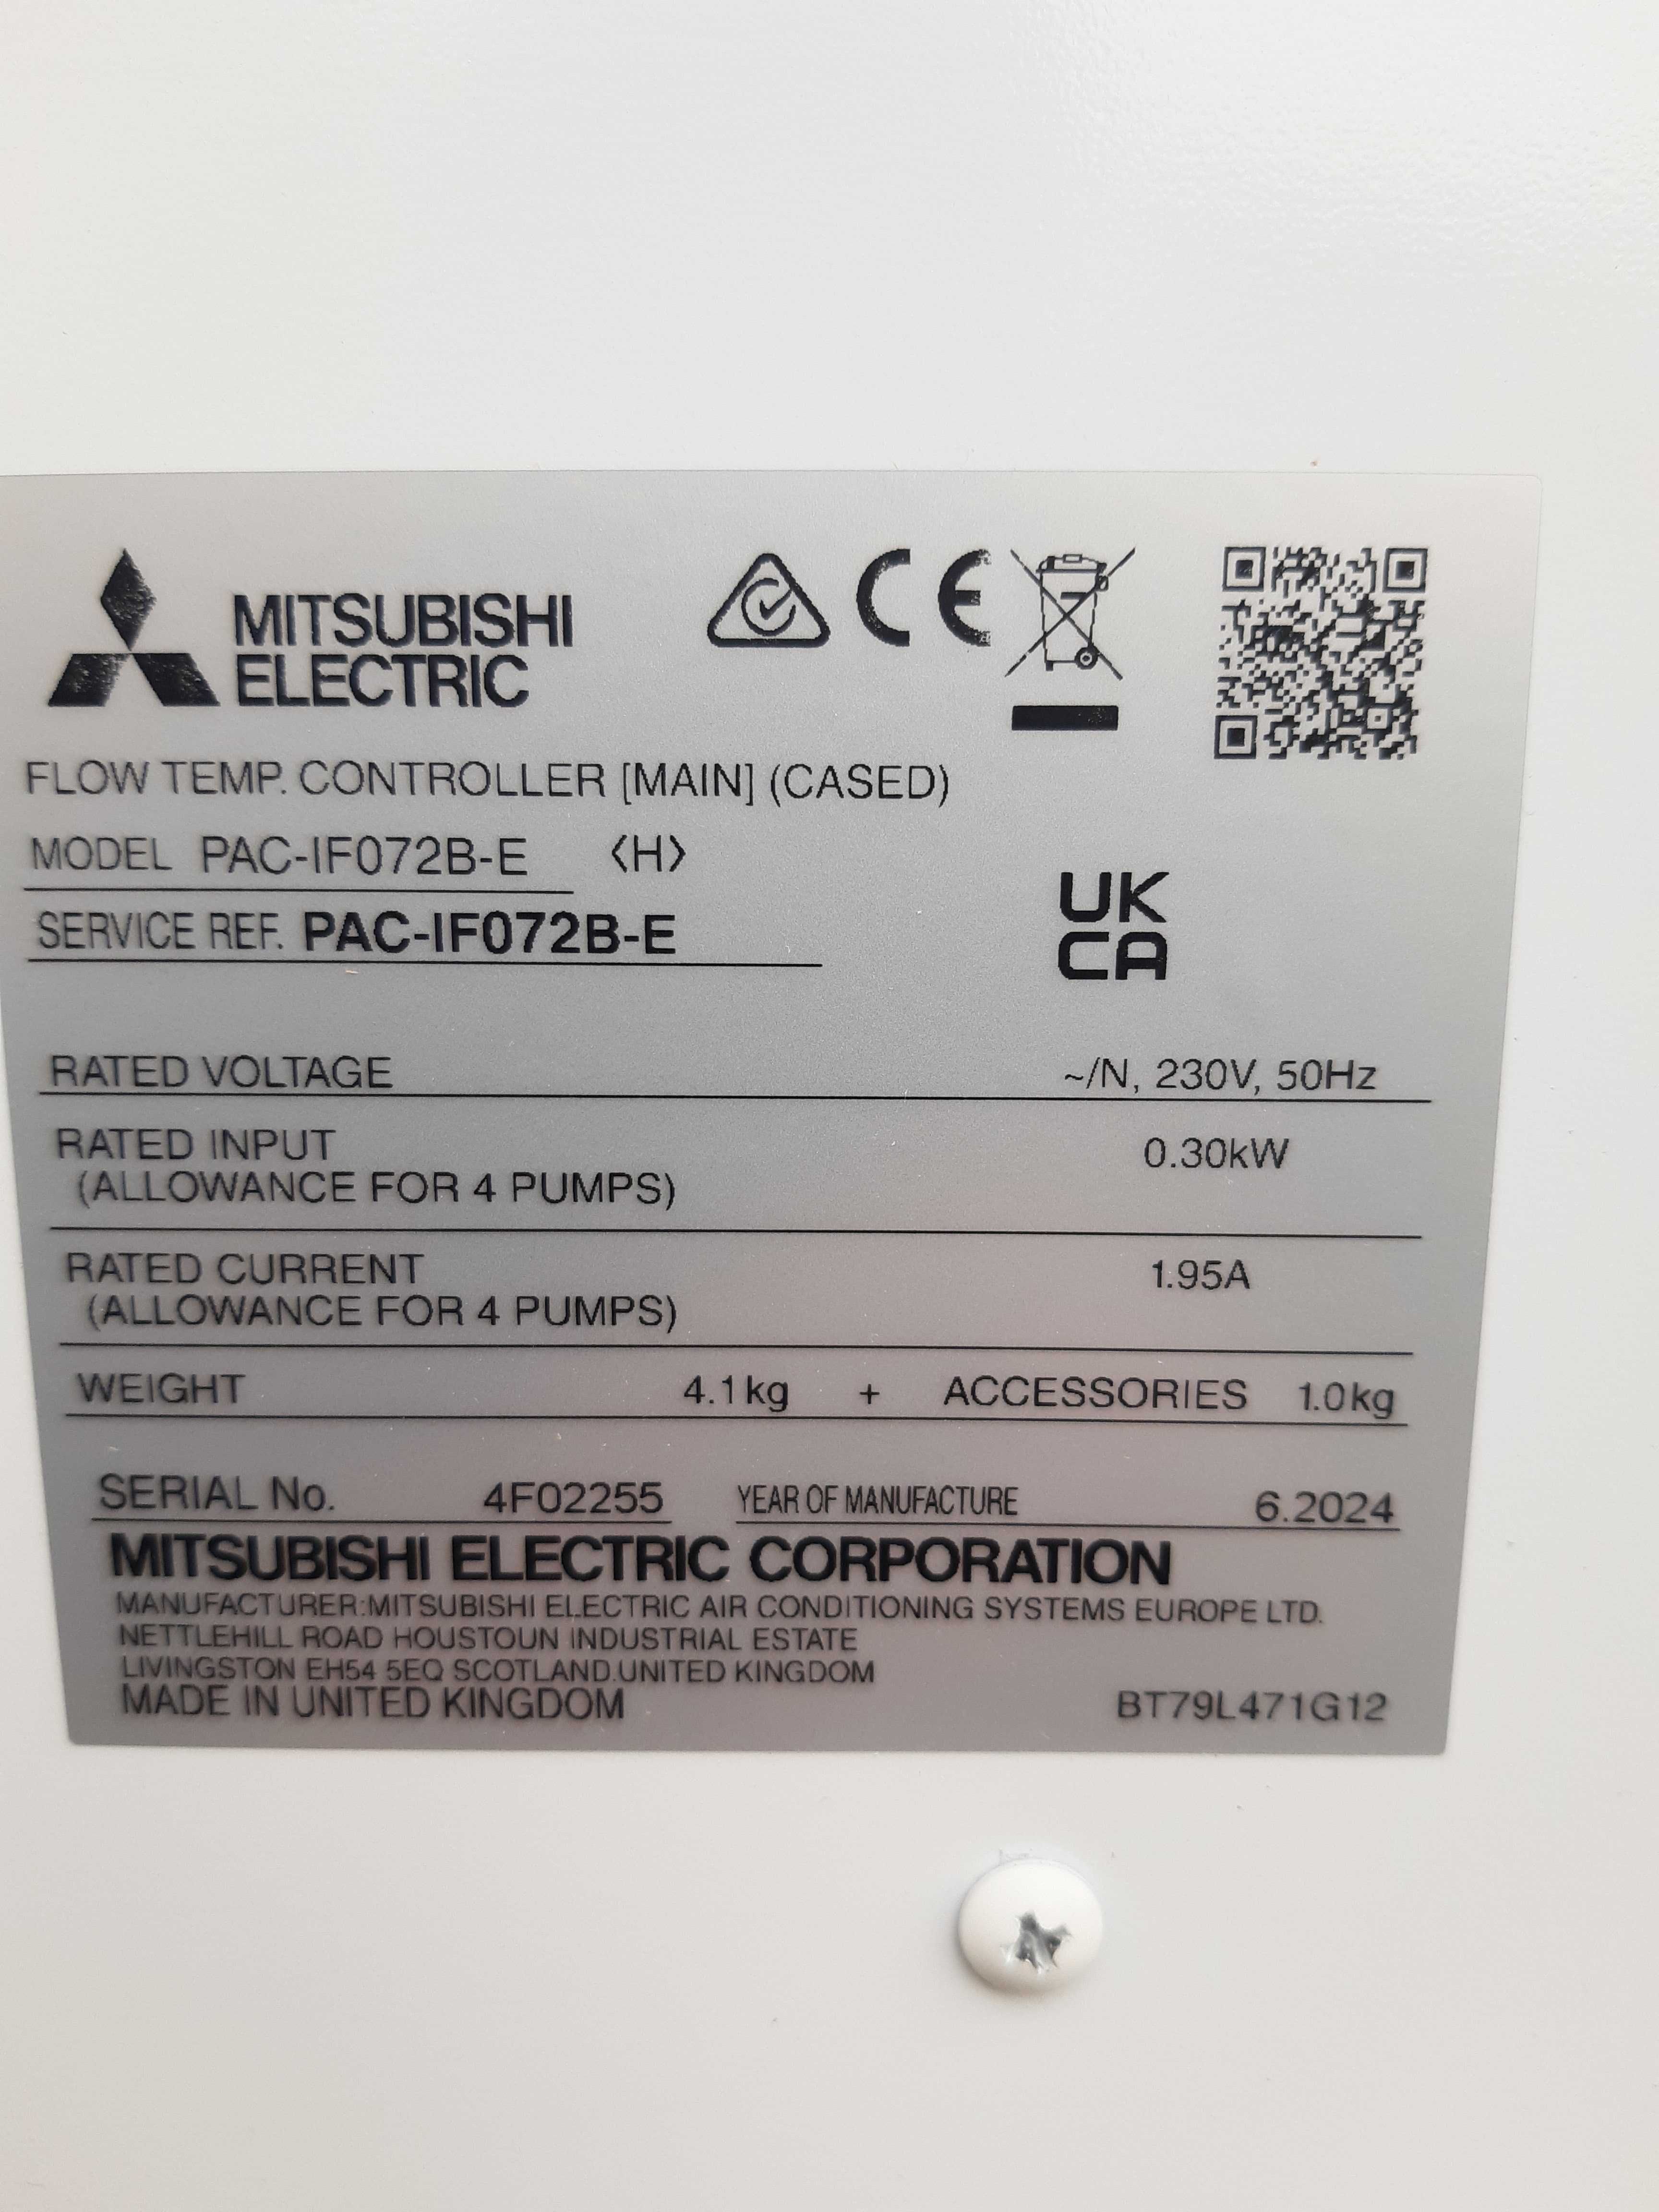 MITSUBISHI
ELECTRIC
CE
FLOW TEMP. CONTROLLER [MAIN] (CASED)
MODEL PAC-IF072B-E 〈H〉
SERVICE REF. PAC-IF072B-E
UK
CA
RATED VOLTAGE ~/N, 230V, 50Hz
RATED INPUT 0.30kW
(ALLOWANCE FOR 4 PUMPS)
RATED CURRENT 1.95A
(ALLOWANCE FOR 4 PUMPS)
WEIGHT 4.1kg + ACCESSORIES 1.0kg
SERIAL No. 4F02255 YEAR OF MANUFACTURE 6.2024
MITSUBISHI ELECTRIC CORPORATION
MANUFACTURER:MITSUBISHI ELECTRIC AIR CONDITIONING SYSTEMS EUROPE LTD.
NETTLEHILL ROAD HOUSTOUN INDUSTRIAL ESTATE
LIVINGSTON EH54 5EQ SCOTLAND.UNITED KINGDOM
MADE IN UNITED KINGDOM BT79L471G12